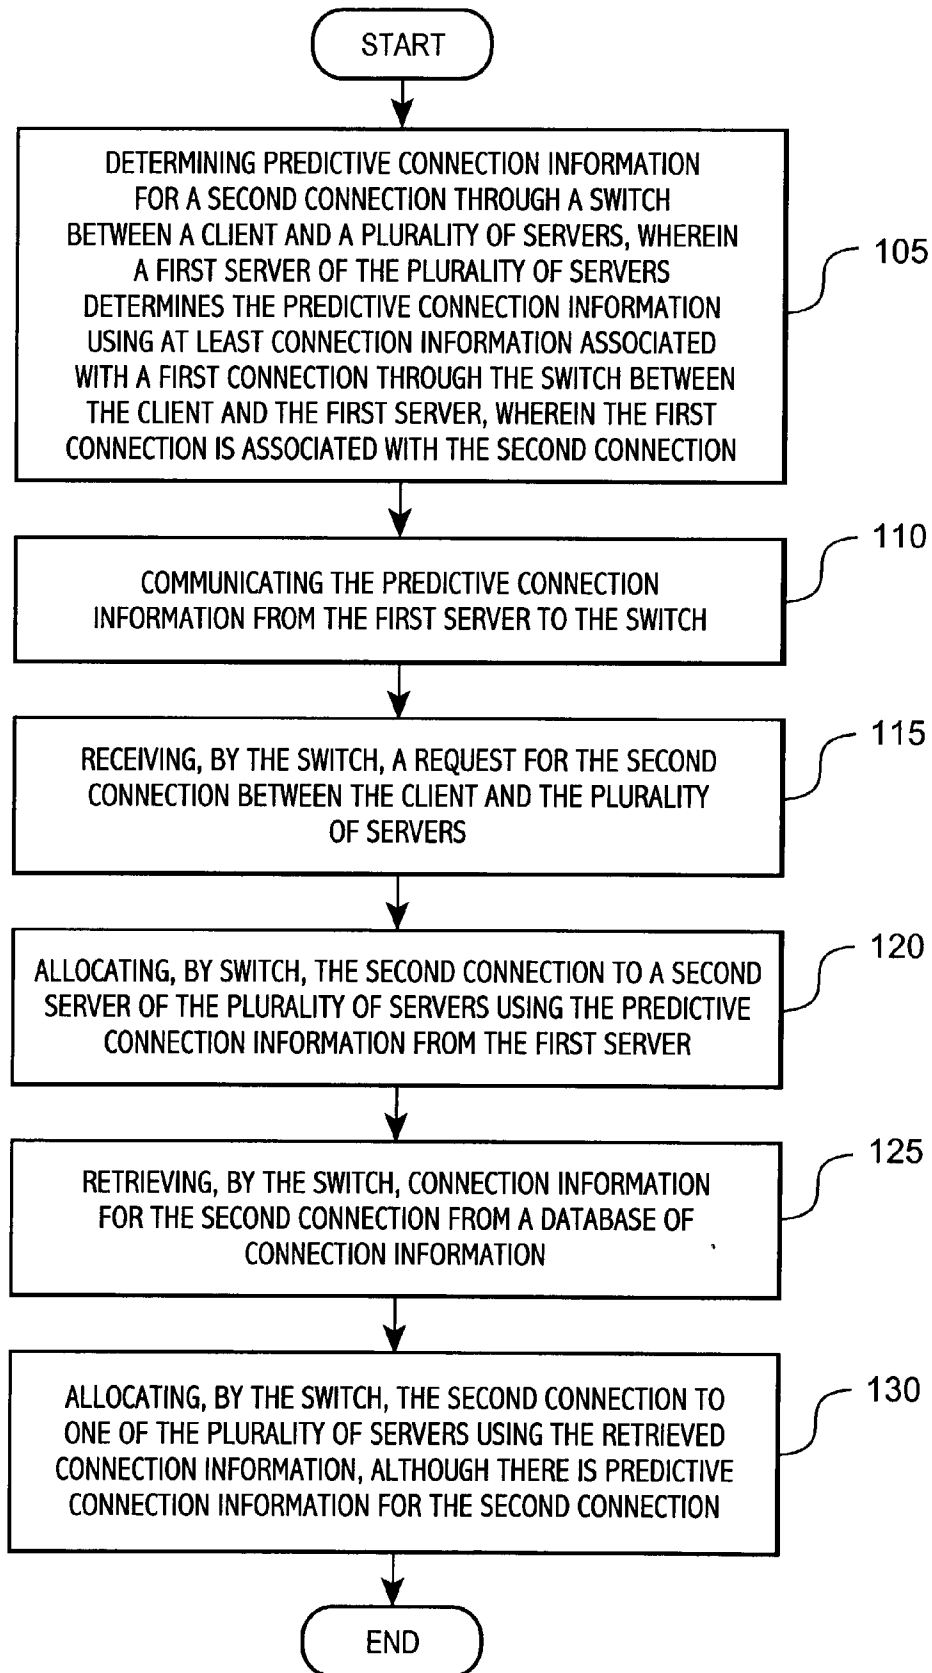 START
DETERMINING PREDICTIVE CONNECTION INFORMATION
FOR A SECOND CONNECTION THROUGH A SWITCH
BETWEEN A CLIENT AND A PLURALITY OF SERVERS, WHEREIN
A FIRST SERVER OF THE PLURALITY OF SERVERS
DETERMINES THE PREDICTIVE CONNECTION INFORMATION
USING AT LEAST CONNECTION INFORMATION ASSOCIATED
WITH A FIRST CONNECTION THROUGH THE SWITCH BETWEEN
THE CLIENT AND THE FIRST SERVER, WHEREIN THE FIRST
CONNECTION IS ASSOCIATED WITH THE SECOND CONNECTION
105
COMMUNICATING THE PREDICTIVE CONNECTION
INFORMATION FROM THE FIRST SERVER TO THE SWITCH
110
RECEIVING, BY THE SWITCH, A REQUEST FOR THE SECOND
CONNECTION BETWEEN THE CLIENT AND THE PLURALITY
OF SERVERS
115
ALLOCATING, BY SWITCH, THE SECOND CONNECTION TO A SECOND
SERVER OF THE PLURALITY OF SERVERS USING THE PREDICTIVE
CONNECTION INFORMATION FROM THE FIRST SERVER
120
RETRIEVING, BY THE SWITCH, CONNECTION INFORMATION
FOR THE SECOND CONNECTION FROM A DATABASE OF
CONNECTION INFORMATION
125
ALLOCATING, BY THE SWITCH, THE SECOND CONNECTION TO
ONE OF THE PLURALITY OF SERVERS USING THE RETRIEVED
CONNECTION INFORMATION, ALTHOUGH THERE IS PREDICTIVE
CONNECTION INFORMATION FOR THE SECOND CONNECTION
130
END